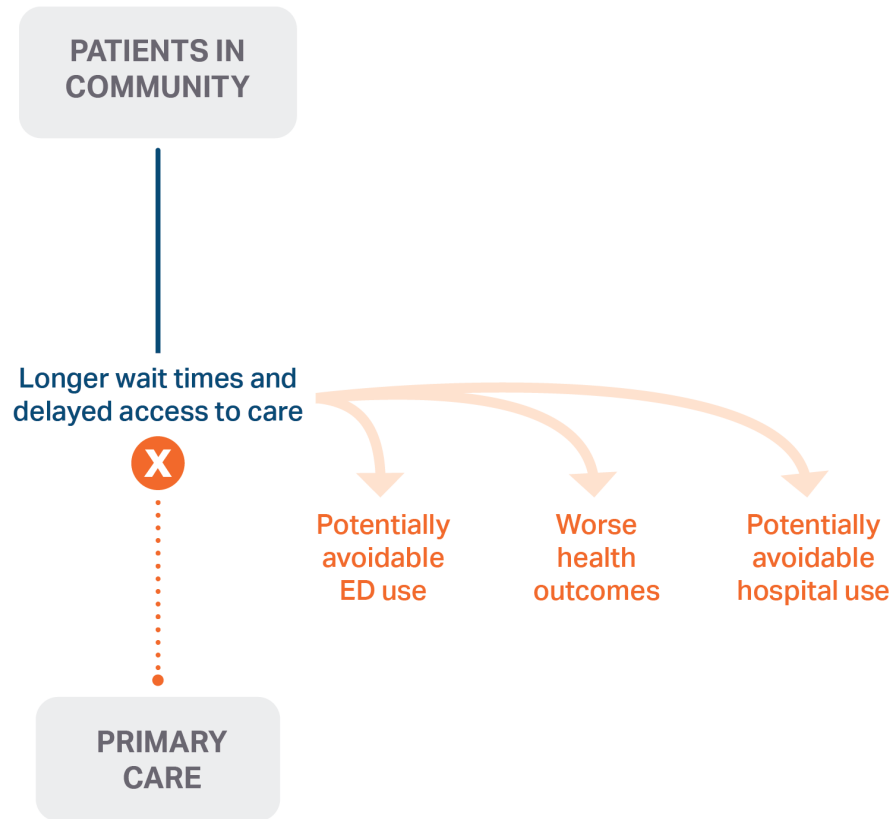 PATIENTS IN
COMMUNITY
Longer wait times and
delayed access to care
X
Potentially
avoidable
ED use
Worse
health
outcomes
Potentially
avoidable
hospital use
PRIMARY
CARE